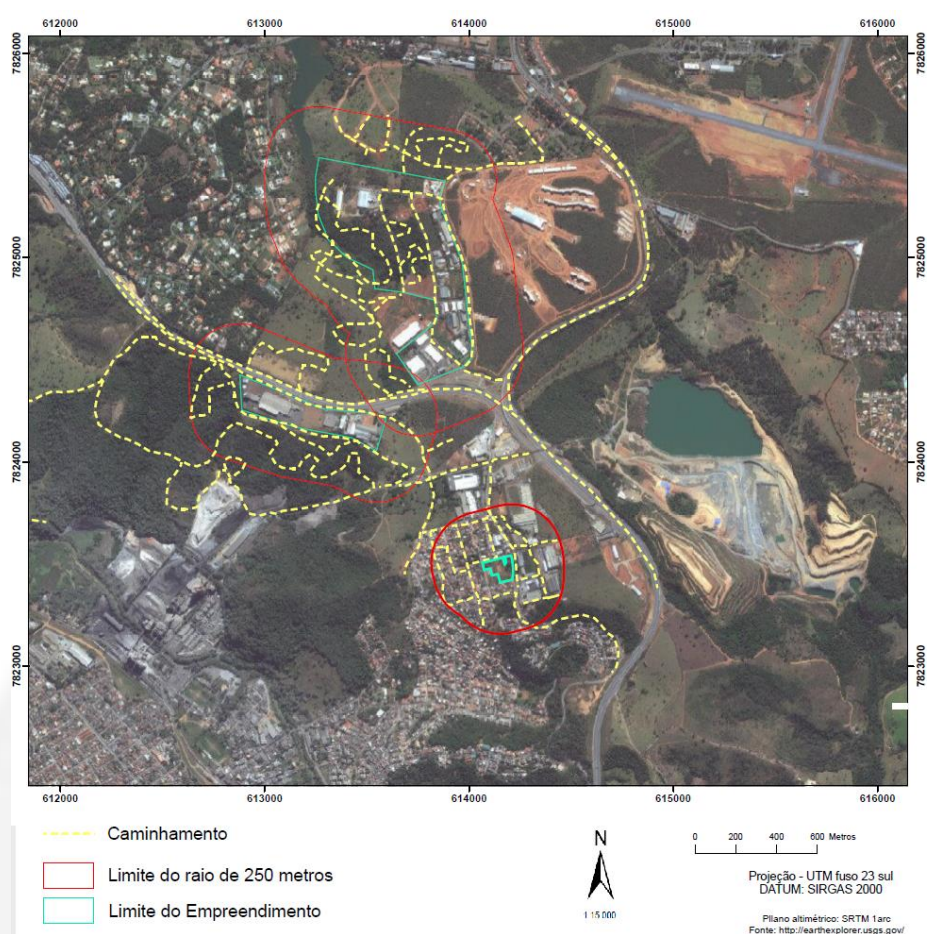 612000 613000 614000 615000 616000
7826000 7826000
7825000 7825000
7824000 7824000
7823000 7823000
612000 613000 614000 615000 616000
Caminhamento
Limite do raio de 250 metros
Limite do Empreendimento
N
1:15.000
0 200 400 600 Metros
Projeção - UTM fuso 23 sul
DATUM: SIRGAS 2000
Pllano altimétrico: SRTM 1arc
Fonte: http://earthexplorer.usgs.gov/